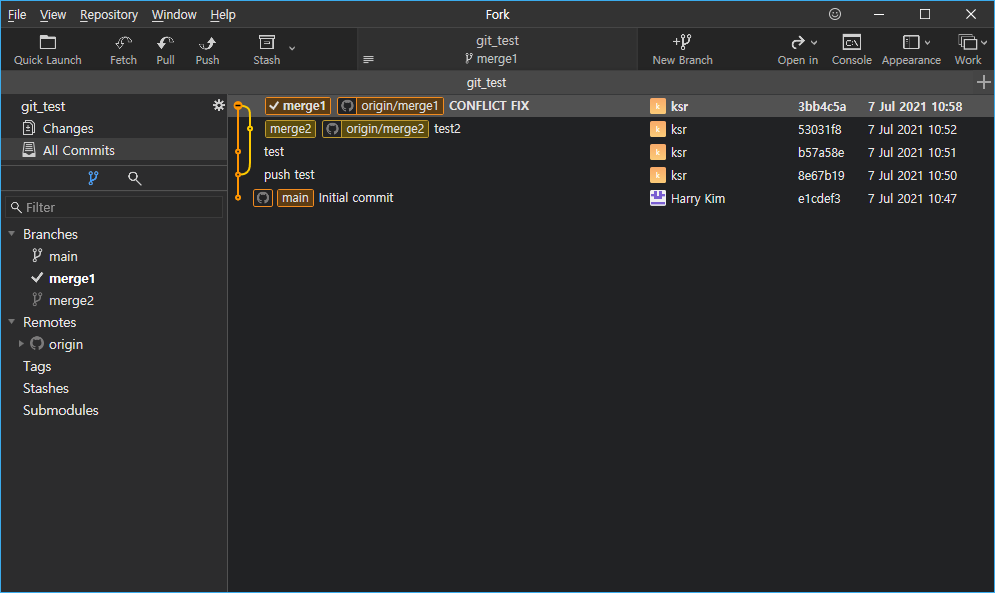 File View Repository Window Help Fork
Quick Launch Fetch Pull Push Stash git_test merge1 New Branch Open in Console Appearance Work
git_test
git_test
Changes
All Commits
Filter
Branches
main
merge1
merge2
Remotes
origin
Tags
Stashes
Submodules
merge1 origin/merge1 CONFLICT FIX k ksr 3bb4c5a 7 Jul 2021 10:58
merge2 origin/merge2 test2 k ksr 53031f8 7 Jul 2021 10:52
test k ksr b57a58e 7 Jul 2021 10:51
push test k ksr 8e67b19 7 Jul 2021 10:50
main Initial commit Harry Kim e1cdef3 7 Jul 2021 10:47